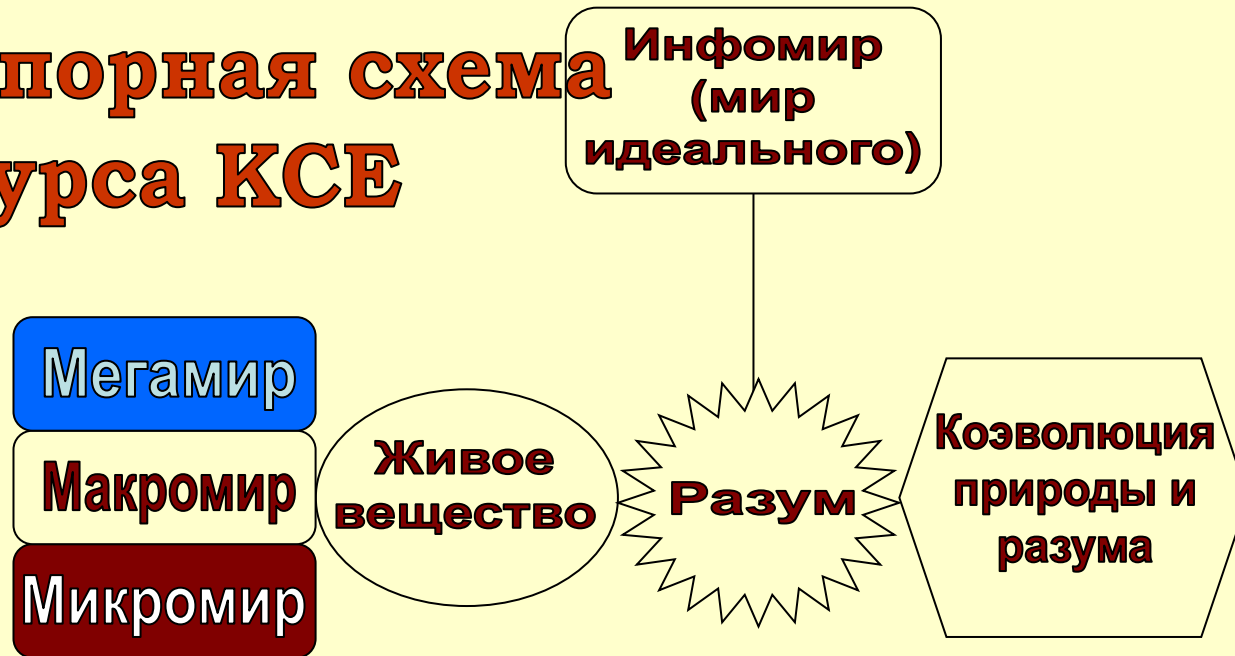 порная схема
урса КСЕ
Инфомир
(мир
идеального)
Мегамир
Макромир
Микромир
Живое
вещество
Разум
Коэволюция
природы и
разума